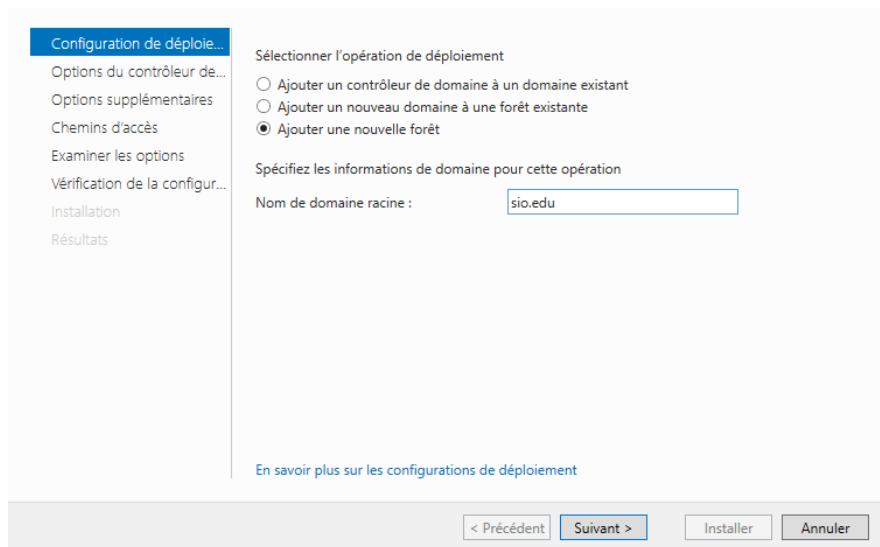 Configuration de déploie...
Options du contrôleur de...
Options supplémentaires
Chemins d'accès
Examiner les options
Vérification de la configur...
Installation
Résultats
Sélectionner l'opération de déploiement
Ajouter un contrôleur de domaine à un domaine existant
Ajouter un nouveau domaine à une forêt existante
Ajouter une nouvelle forêt
Spécifiez les informations de domaine pour cette opération
Nom de domaine racine : sio.edu
En savoir plus sur les configurations de déploiement
< Précédent Suivant > Installer Annuler